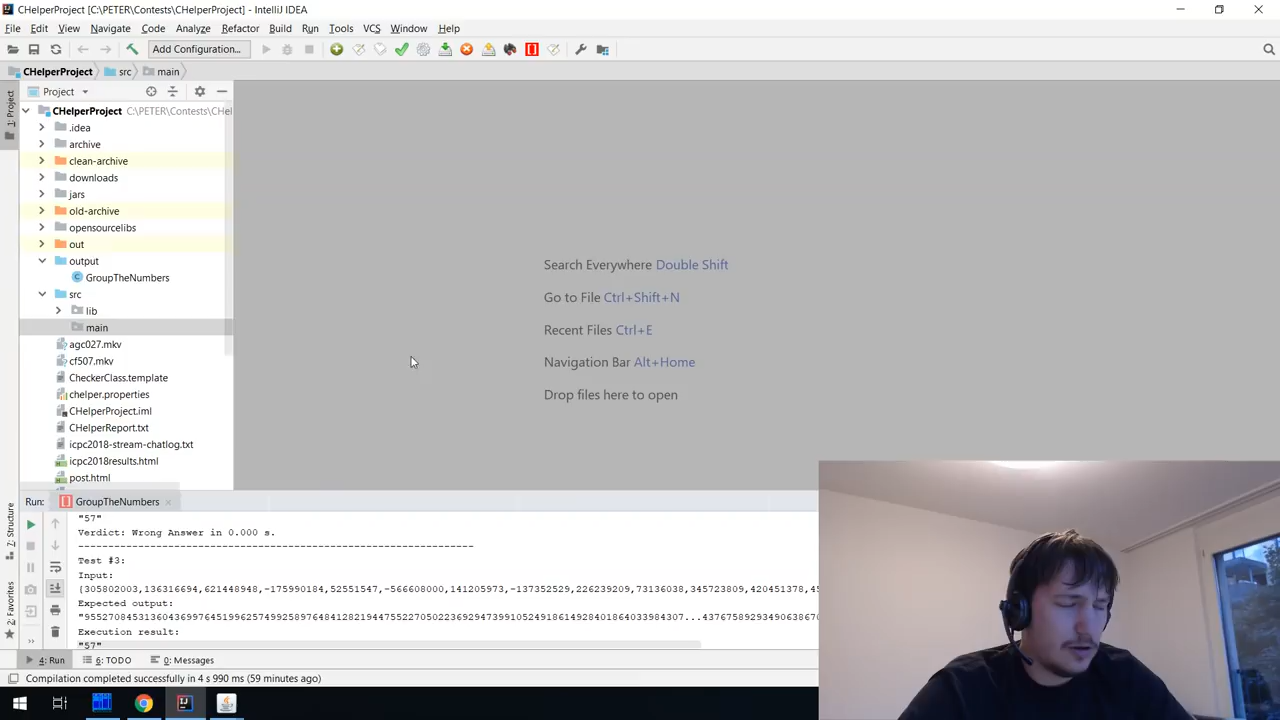 CHelperProject [C:\PETER\Contests\CHelperProject] - IntelliJ IDEA
File Edit View Navigate Code Analyze Refactor Build Run Tools VCS Window Help
Add Configuration...
CHelperProject src main
1: Project
Project
CHelperProject C:\PETER\Contests\CHel
.idea
archive
clean-archive
downloads
jars
old-archive
opensourcelibs
out
output
GroupTheNumbers
src
lib
main
agc027.mkv
cf507.mkv
CheckerClass.template
chelper.properties
CHelperProject.iml
CHelperReport.txt
icpc2018-stream-chatlog.txt
icpc2018results.html
post.html
Search Everywhere Double Shift
Go to File Ctrl+Shift+N
Recent Files Ctrl+E
Navigation Bar Alt+Home
Drop files here to open
7: Structure
2: Favorites
Run: GroupTheNumbers
"57"
Verdict: Wrong Answer in 0.000 s.
------------------------------------------------------------------
Test #3:
Input:
Expected output:
Execution result:
"57"
4: Run 6: TODO 0: Messages
Compilation completed successfully in 4 s 990 ms (59 minutes ago)